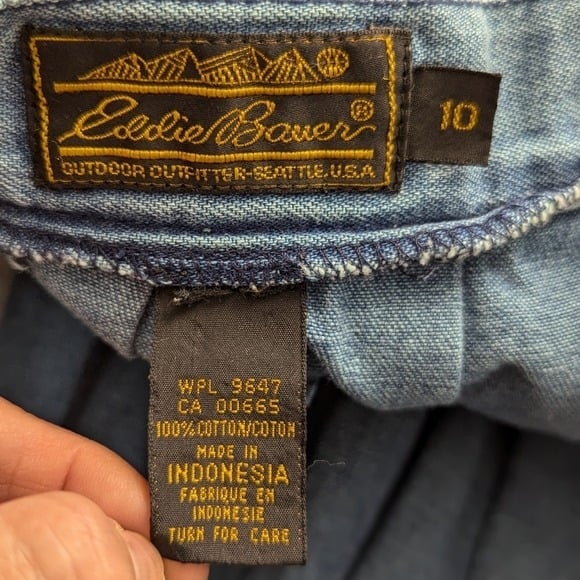 Eddie Bauer®
OUTDOOR OUTFITTER-SEATTLE, U.S.A
10
WPL 9647
CA 00665
100%COTTON/COTON
MADE IN
INDONESIA
FABRIQUE EN
INDONESIE
TURN FOR CARE